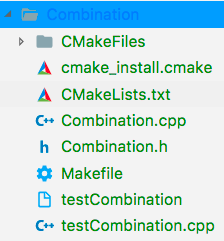 Combination
CMakeFiles
cmake_install.cmake
CMakeLists.txt
C++ Combination.cpp
h Combination.h
Makefile
testCombination
C++ testCombination.cpp